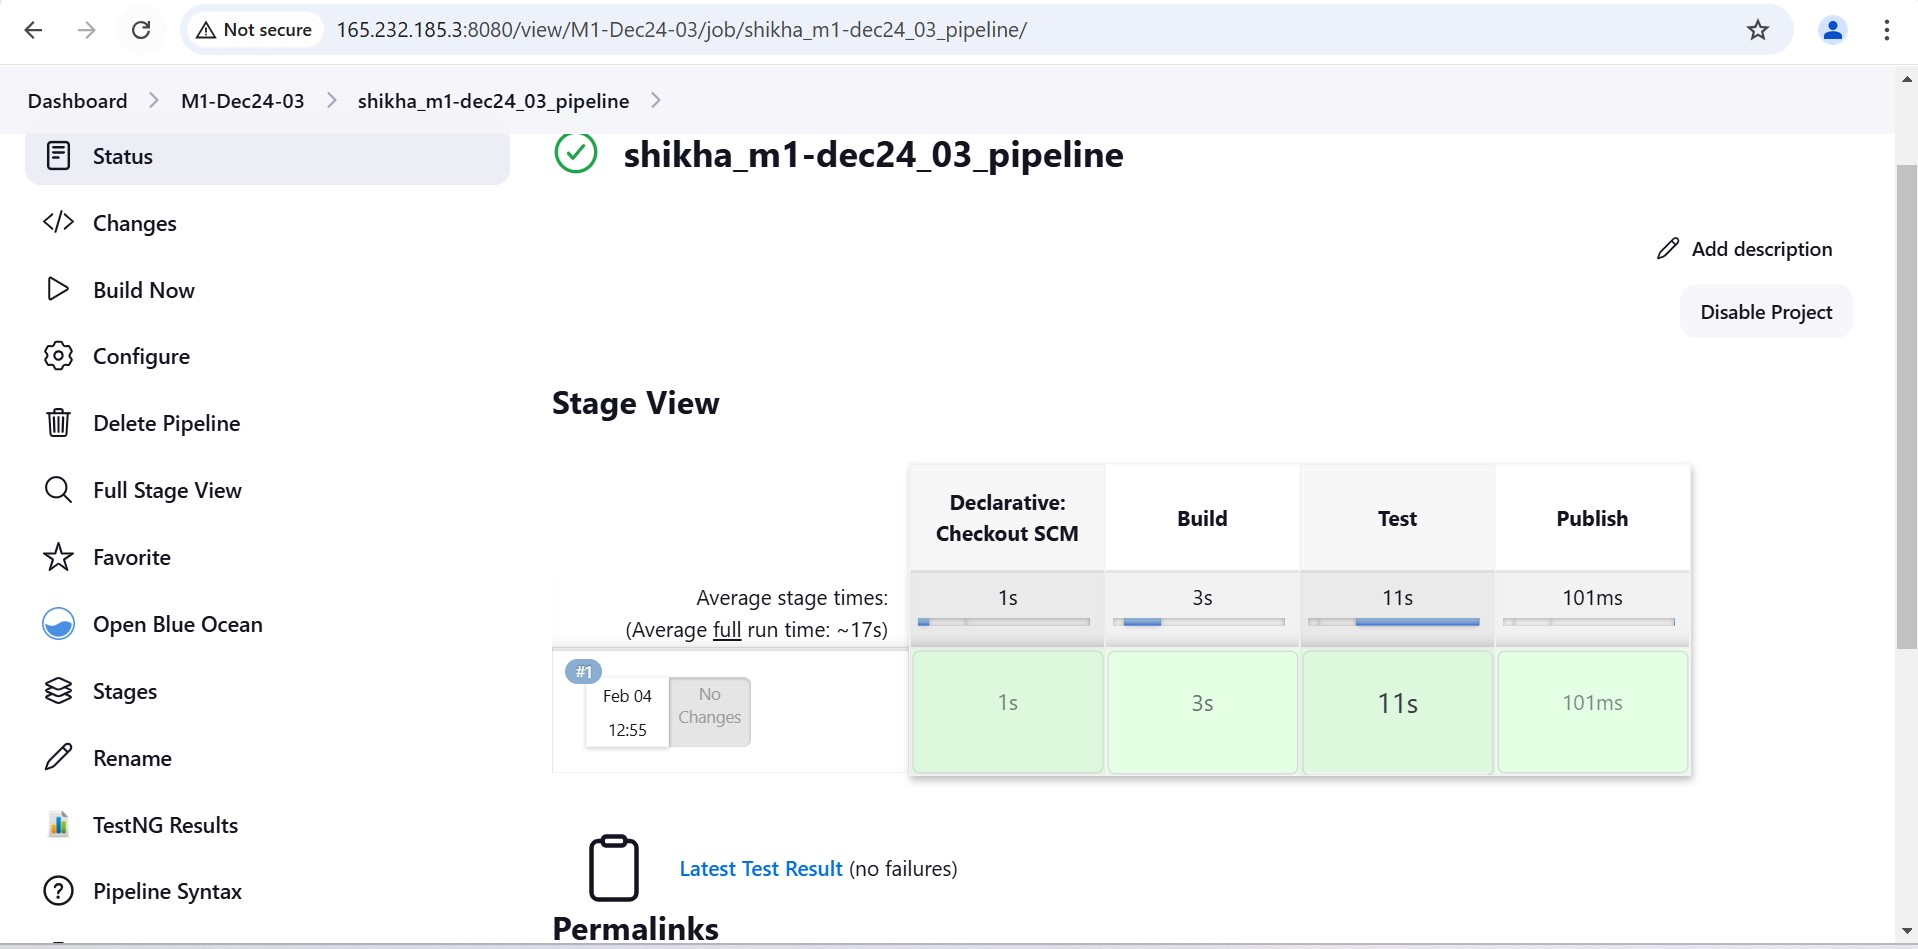 Not secure 165.232.185.3:8080/view/M1-Dec24-03/job/shikha_m1-dec24_03_pipeline/
Dashboard M1-Dec24-03 shikha_m1-dec24_03_pipeline
Status
Changes
Build Now
Configure
Delete Pipeline
Full Stage View
Favorite
Open Blue Ocean
Stages
Rename
TestNG Results
Pipeline Syntax
shikha_m1-dec24_03_pipeline
Add description
Disable Project
Stage View
Declarative:
Checkout SCM
Build
Test
Publish
Average stage times:
(Average full run time: ~17s)
1s
3s
11s
101ms
#1
Feb 04
12:55
No
Changes
1s
3s
11s
101ms
Latest Test Result (no failures)
Permalinks